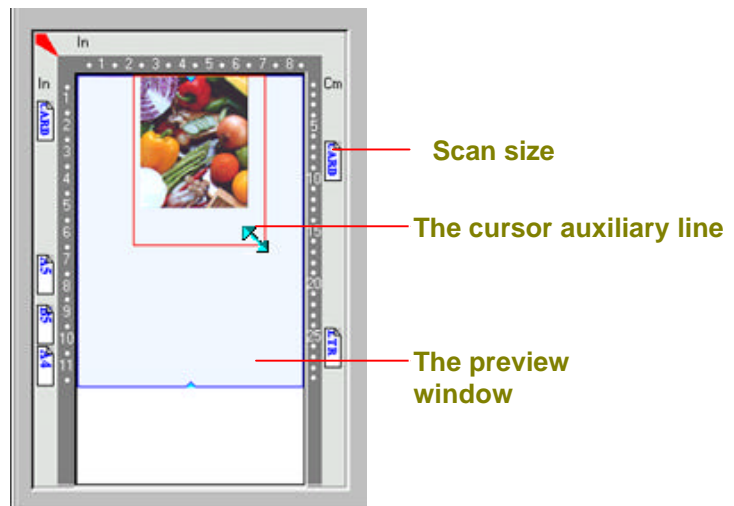 In
1 2 3 4 5 6 7 8
In
Cm
1
2
3
4
5
6
7
8
9
10
11
CARD
A5
B5
A4
5
10
15
20
25
CARD
LTR
Scan size
The cursor auxiliary line
The preview
window